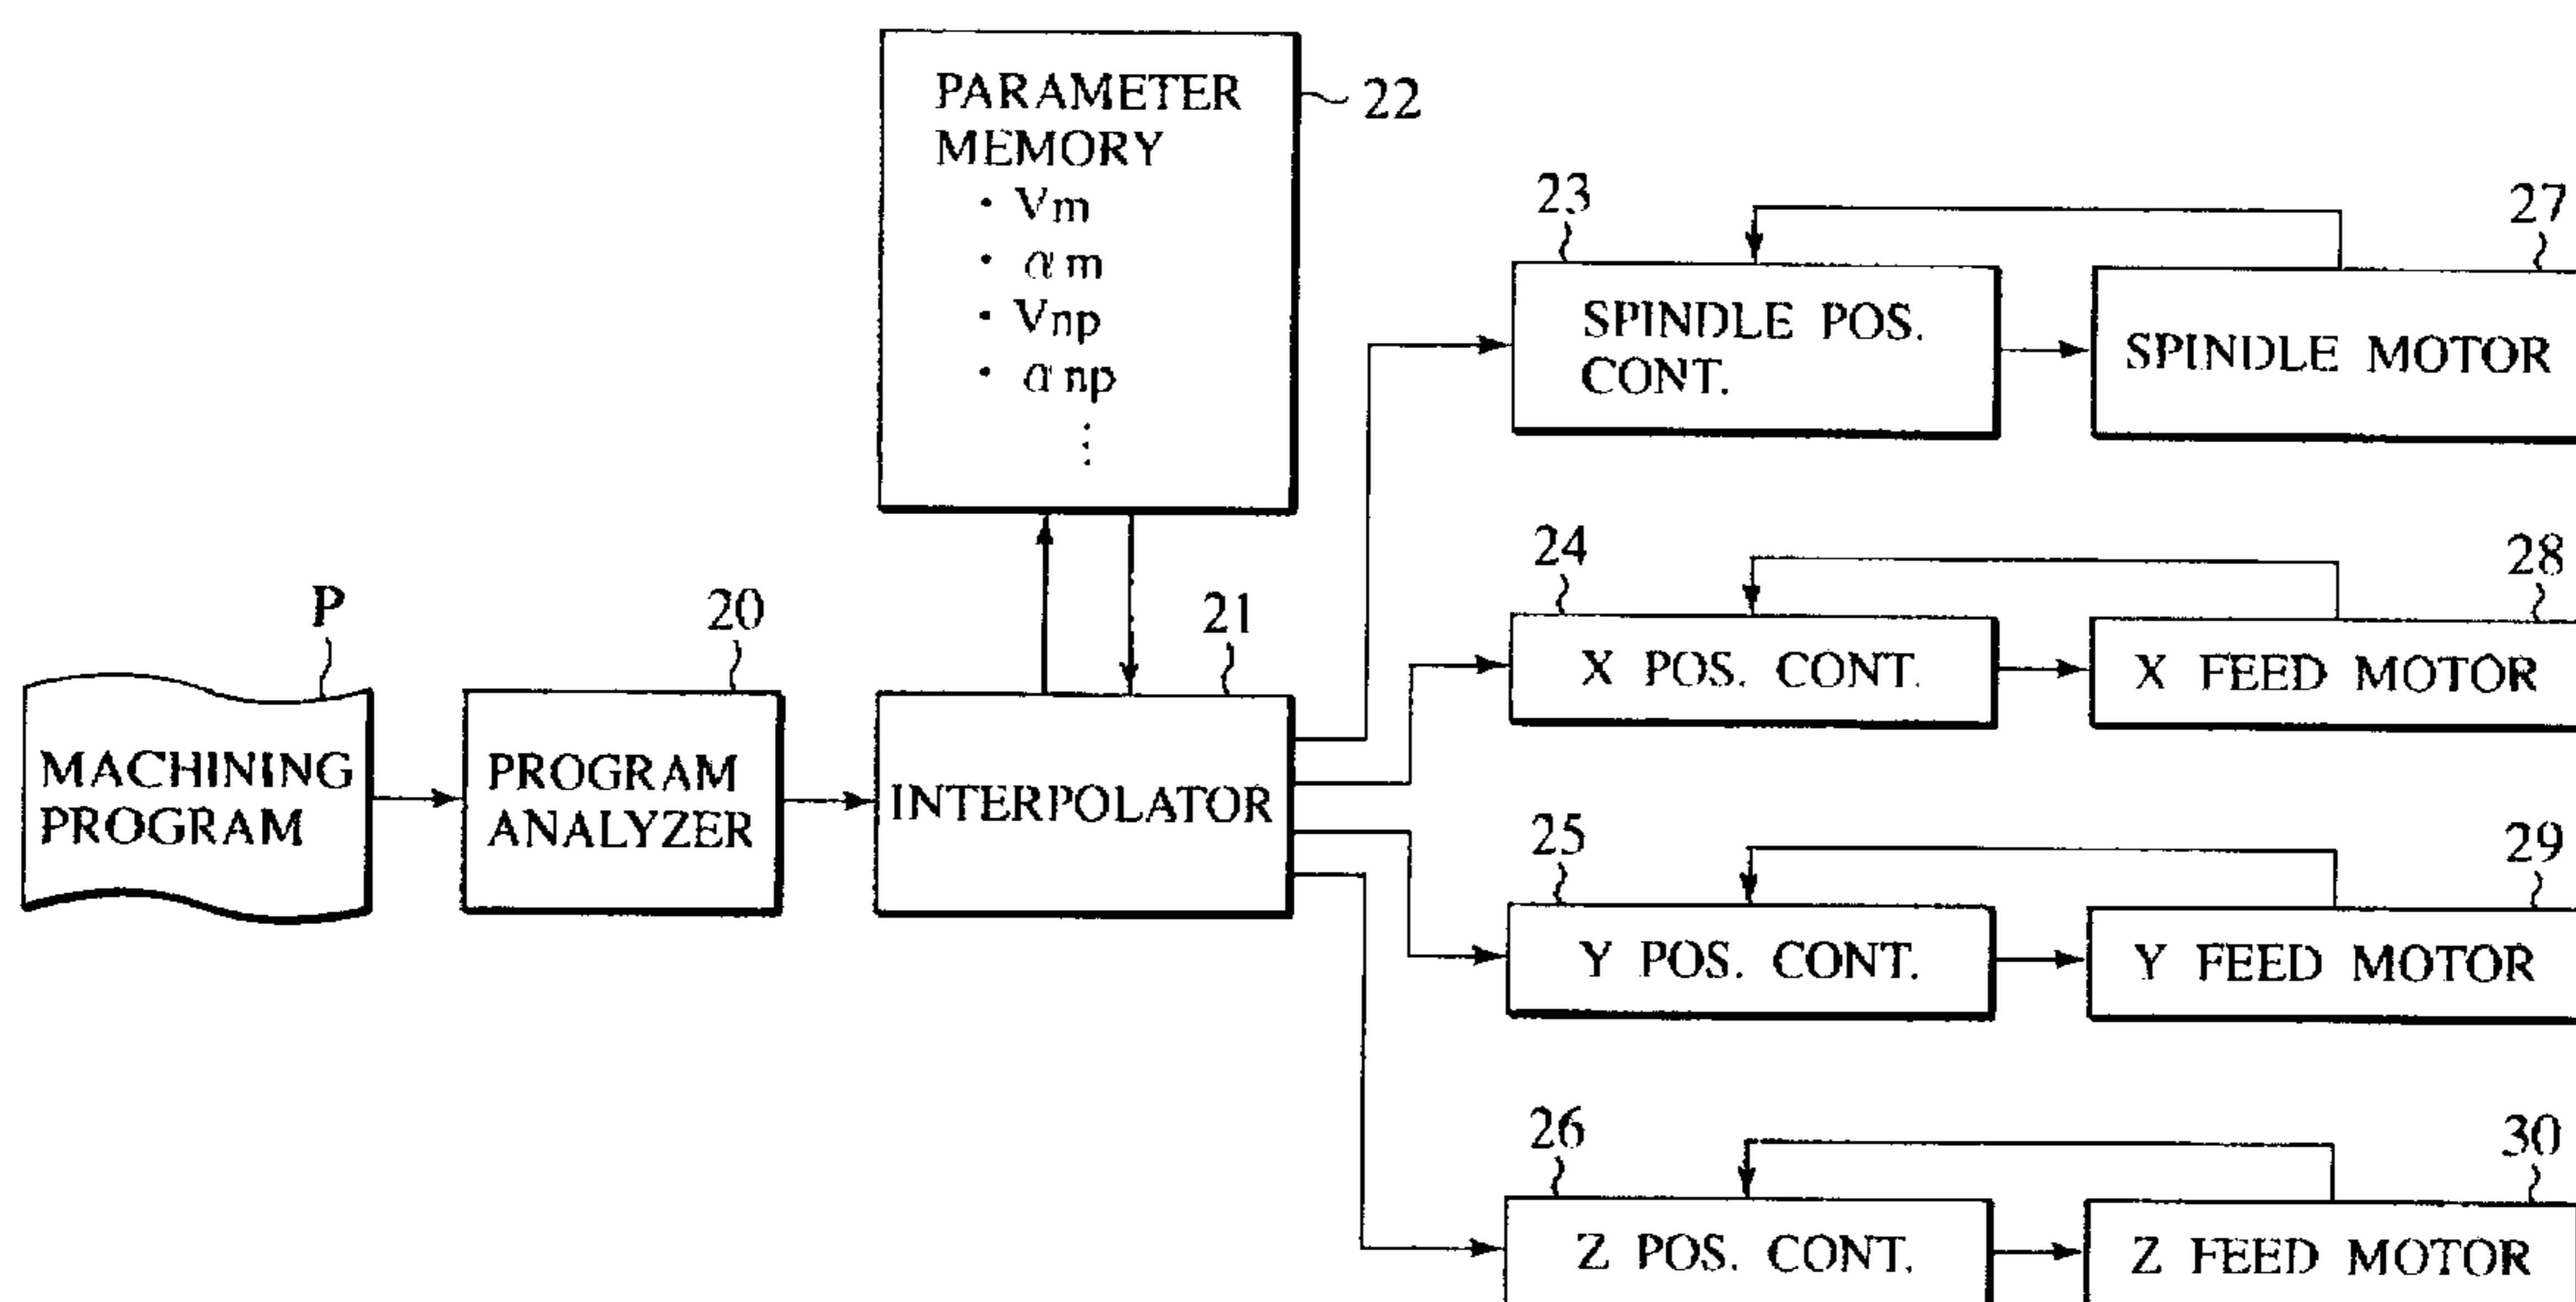 PARAMETER
MEMORY
・Vm
・αm
・Vnp
・αnp
⋮
22
23
27
SPINDLE POS.
CONT.
SPINDLE MOTOR
24
28
X POS. CONT.
X FEED MOTOR
P
20
21
MACHINING
PROGRAM
PROGRAM
ANALYZER
INTERPOLATOR
25
29
Y POS. CONT.
Y FEED MOTOR
26
30
Z POS. CONT.
Z FEED MOTOR